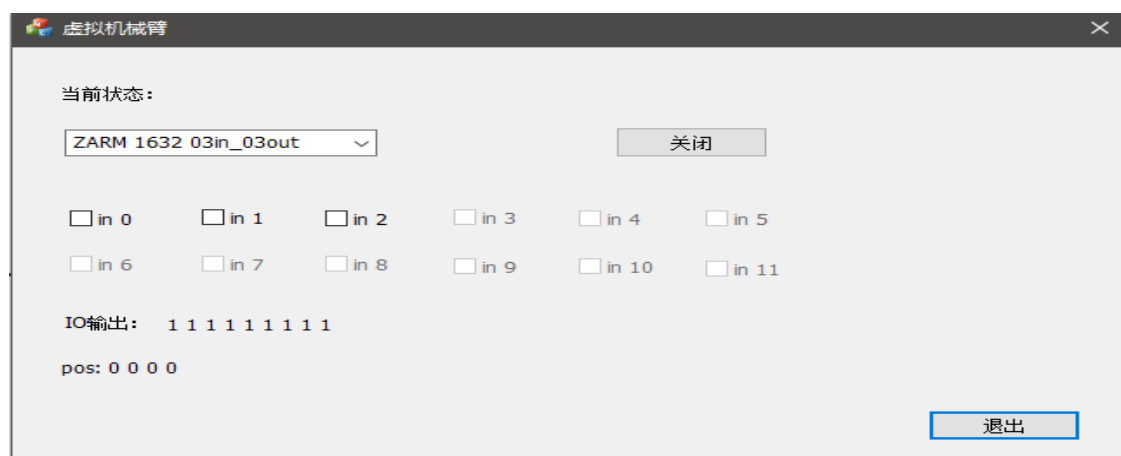 虚拟机械臂
当前状态：
ZARM 1632 03in_03out 关闭
in 0 in 1 in 2 in 3 in 4 in 5
in 6 in 7 in 8 in 9 in 10 in 11
IO输出： 1 1 1 1 1 1 1 1 1
pos: 0 0 0 0
退出